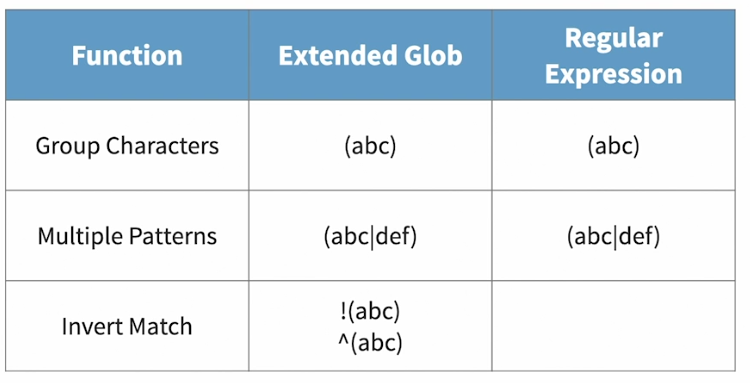 Function
Extended Glob
Regular
Expression
Group Characters
(abc)
(abc)
Multiple Patterns
(abc|def)
(abc|def)
Invert Match
!(abc)
^(abc)